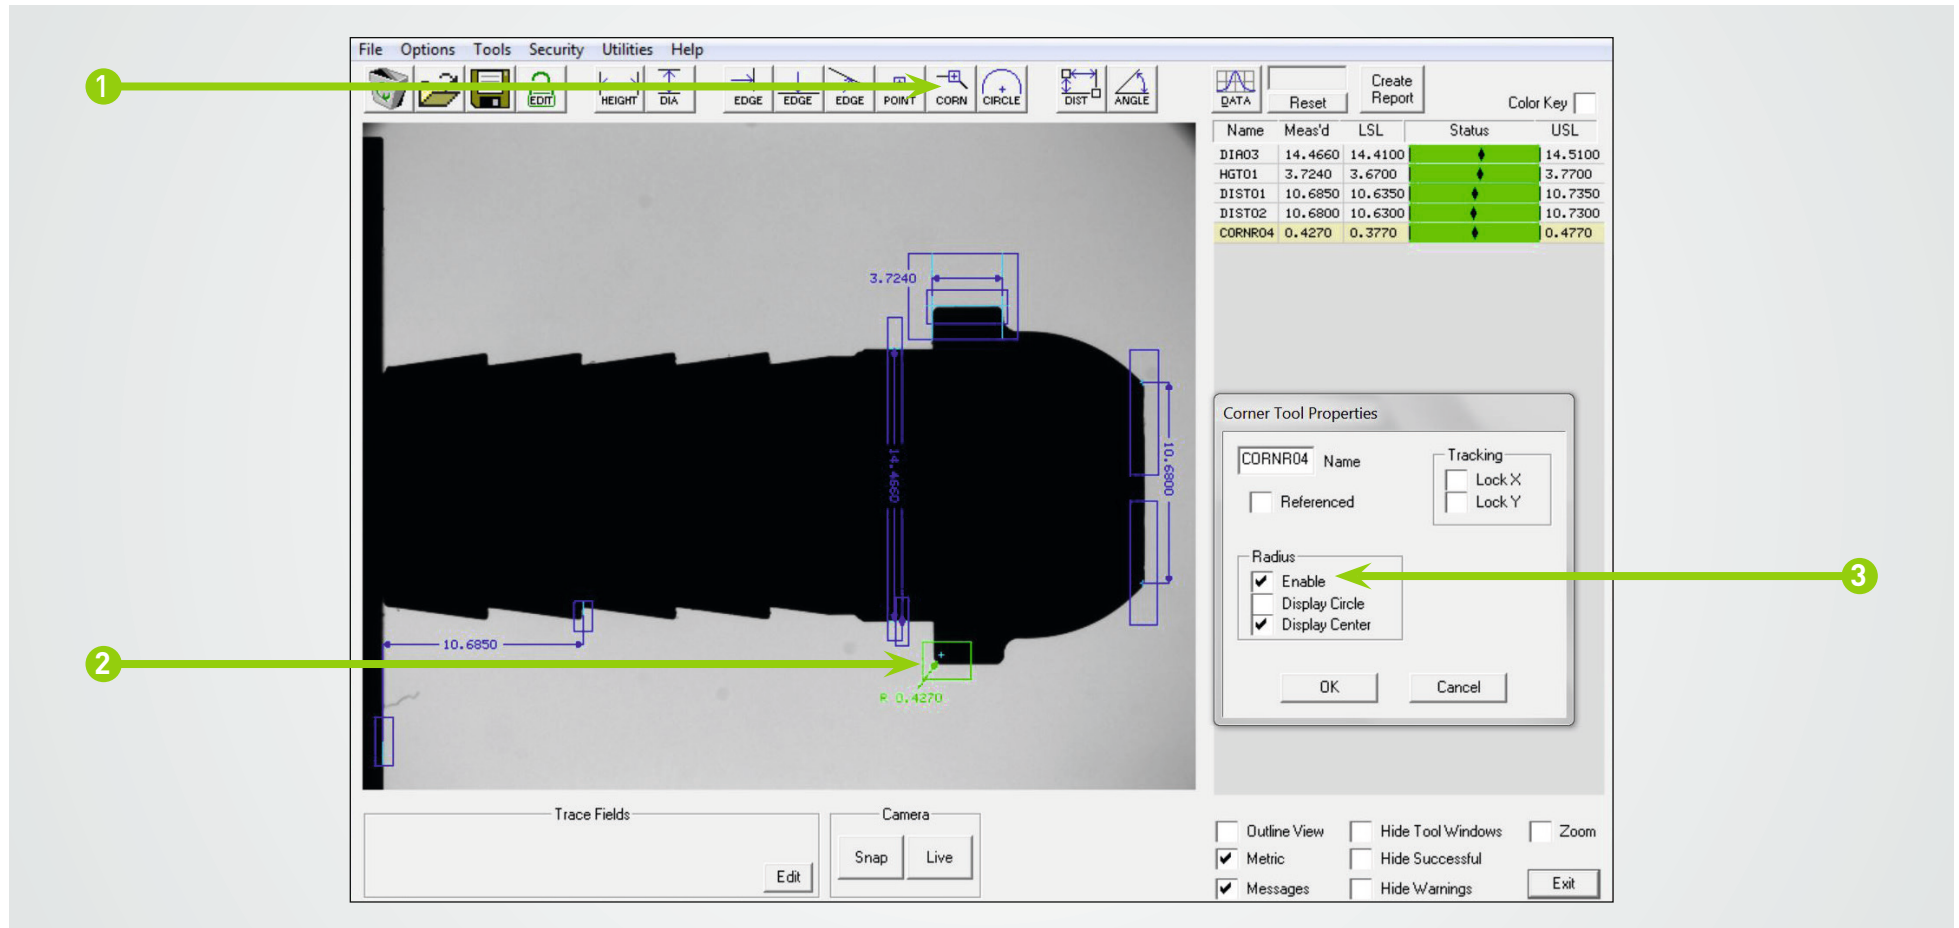 File Options Tools Security Utilities Help
1
EDIT HEIGHT DIA EDGE EDGE EDGE POINT CORN CIRCLE DIST ANGLE
DATA Reset Create Report Color Key
Name Meas'd LSL Status USL
DIA03 14.4660 14.4100 14.5100
HGT01 3.7240 3.6700 3.7700
DIST01 10.6850 10.6350 10.7350
DIST02 10.6800 10.6300 10.7300
CORNR04 0.4270 0.3770 0.4770
3.7240
14.4660
10.6800
10.6850
2
R 0.4270
Corner Tool Properties
CORNR04 Name
Tracking
Lock X
Lock Y
Referenced
Radius
Enable
3
Display Circle
Display Center
OK Cancel
Trace Fields
Edit
Camera
Snap Live
Outline View Hide Tool Windows Zoom
Metric Hide Successful
Messages Hide Warnings Exit